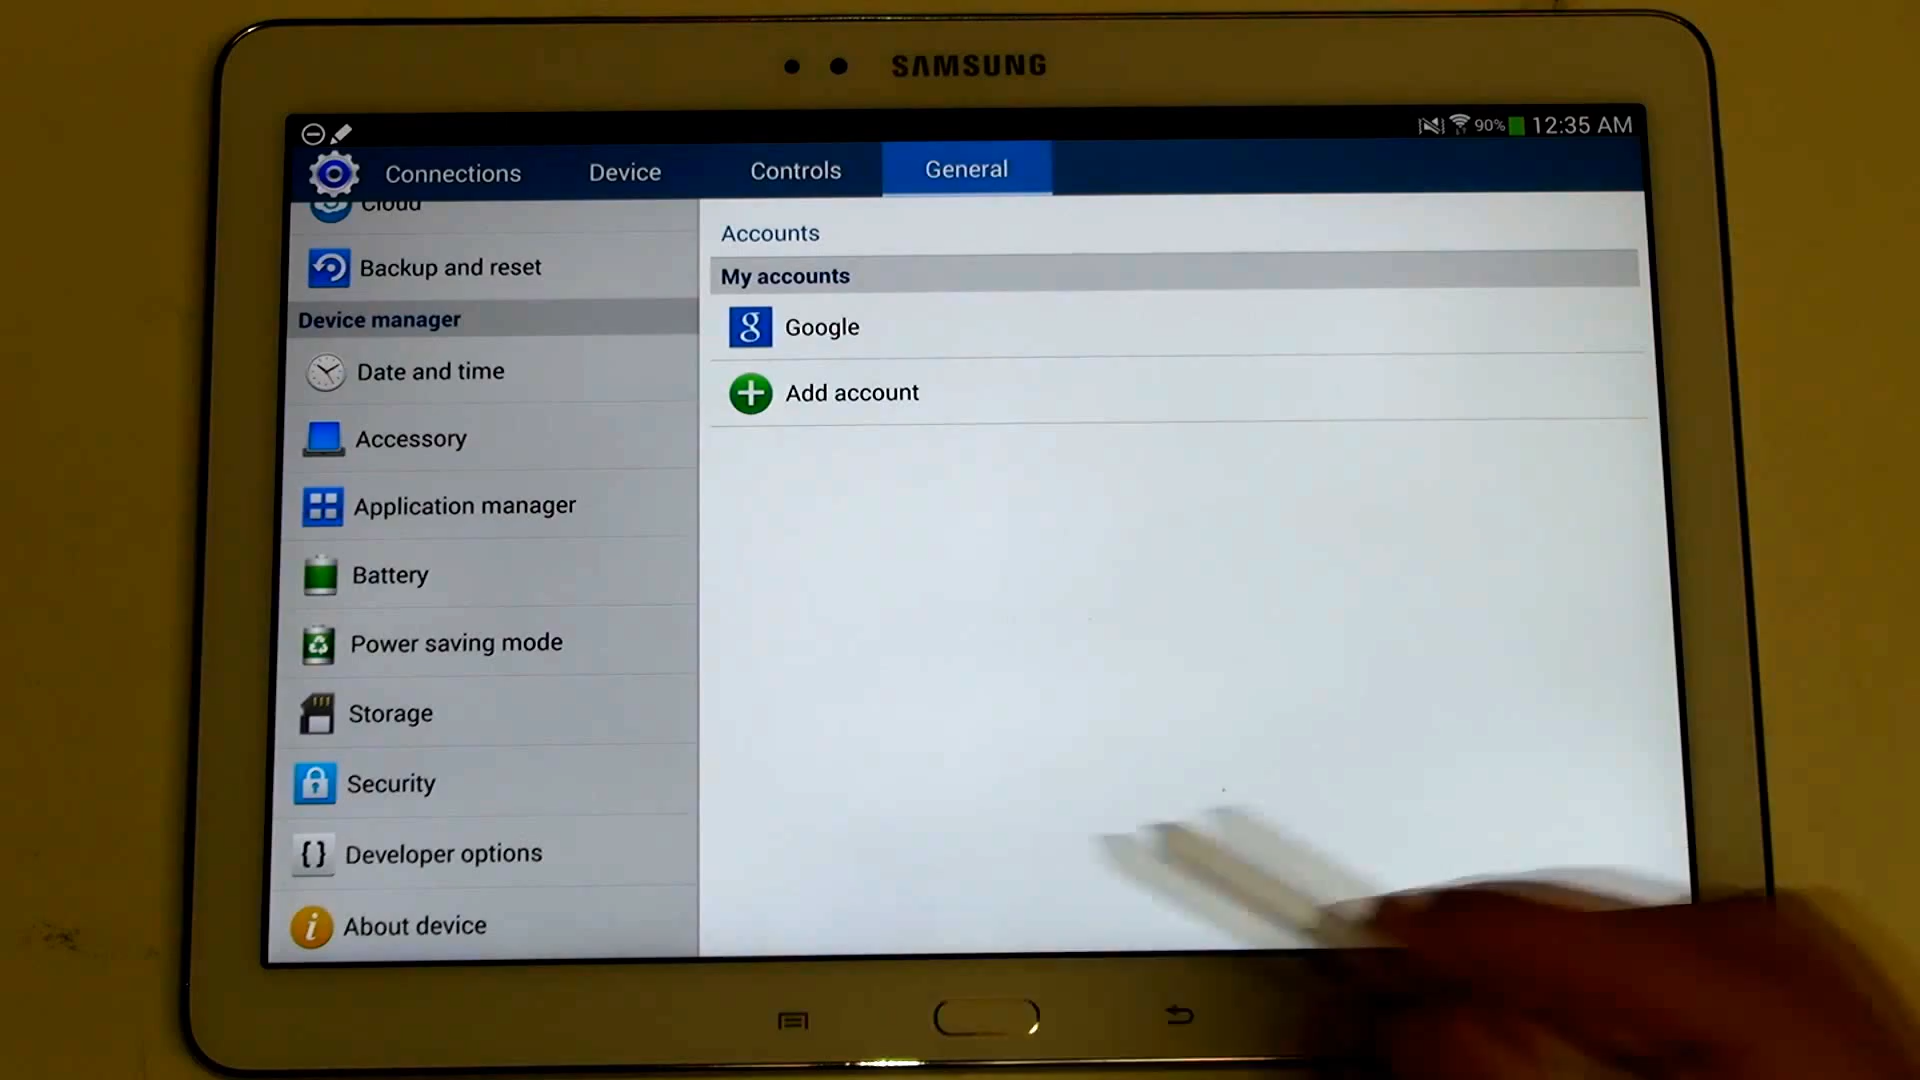 SAMSUNG
90% 12:35 AM
Connections Device Controls General
Cloud
Backup and reset
Device manager
Date and time
Accessory
Application manager
Battery
Power saving mode
Storage
Security
{} Developer options
i About device
Accounts
My accounts
g Google
Add account